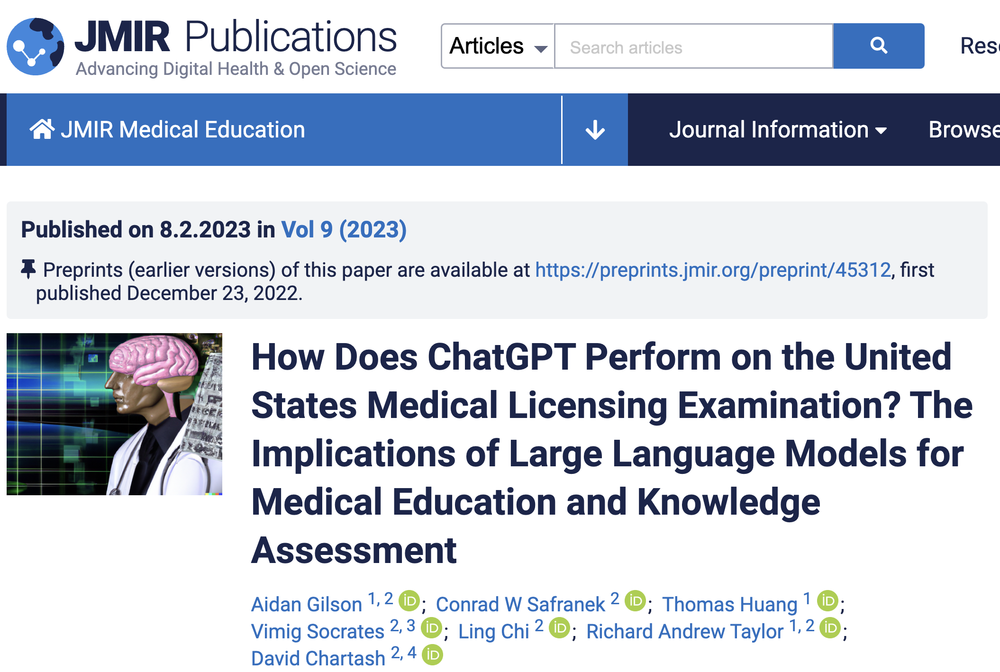 JMIR Publications
Advancing Digital Health & Open Science
Articles
Search articles
JMIR Medical Education
Journal Information
Browse
Published on 8.2.2023 in Vol 9 (2023)
Preprints (earlier versions) of this paper are available at https://preprints.jmir.org/preprint/45312, first
published December 23, 2022.
How Does ChatGPT Perform on the United
States Medical Licensing Examination? The
Implications of Large Language Models for
Medical Education and Knowledge
Assessment
Aidan Gilson 1, 2 iD; Conrad W Safranek 2 iD; Thomas Huang 1 iD;
Vimig Socrates 2, 3 iD; Ling Chi 2 iD; Richard Andrew Taylor 1, 2 iD;
David Chartash 2, 4 iD